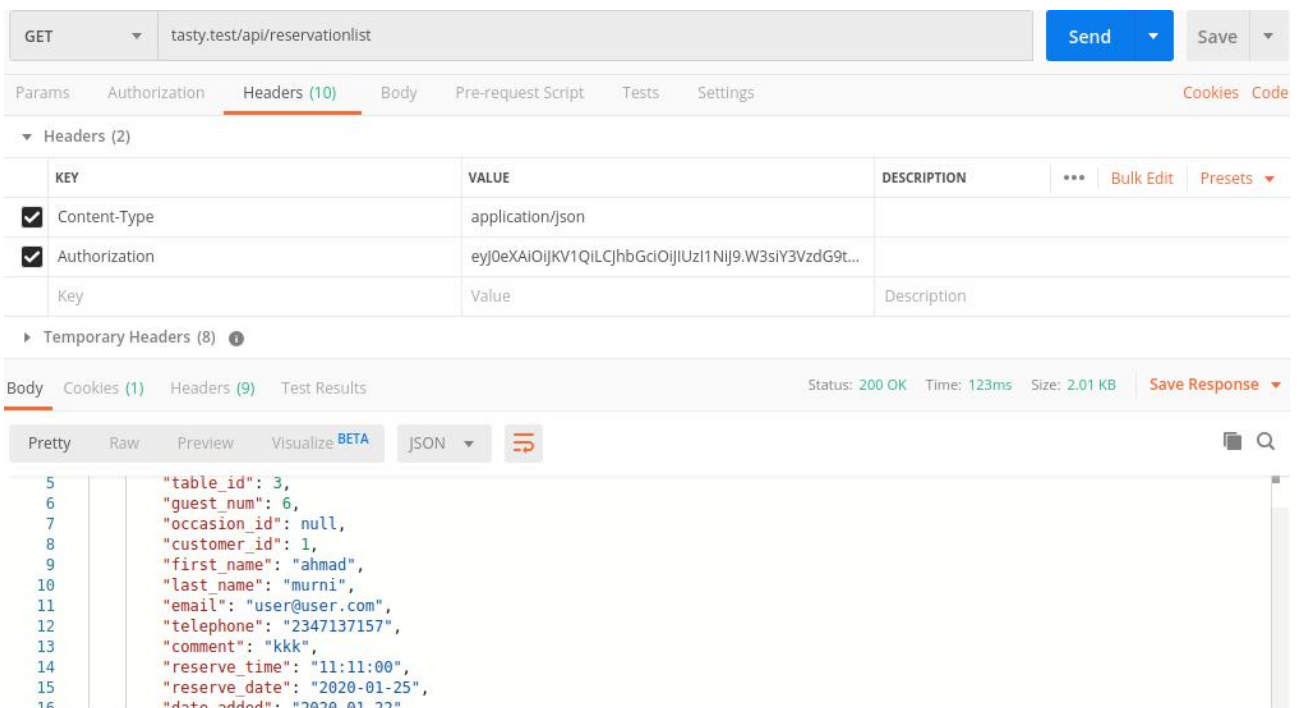 GET tasty.test/api/reservationlist Send Save
Params Authorization Headers (10) Body Pre-request Script Tests Settings Cookies Code
Headers (2)
KEY VALUE DESCRIPTION ••• Bulk Edit Presets
Content-Type application/json
Authorization eyJ0eXAiOiJKV1QiLCJhbGciOiJIUzI1NiJ9.W3siY3VzdG9t...
Key Value Description
Temporary Headers (8)
Body Cookies (1) Headers (9) Test Results Status: 200 OK Time: 123ms Size: 2.01 KB Save Response
Pretty Raw Preview Visualize BETA JSON
5 "table_id": 3,
6 "guest_num": 6,
7 "occasion_id": null,
8 "customer_id": 1,
9 "first_name": "ahmad",
10 "last_name": "murni",
11 "email": "user@user.com",
12 "telephone": "2347137157",
13 "comment": "kkk",
14 "reserve_time": "11:11:00",
15 "reserve_date": "2020-01-25",
16 "date_added": "2020-01-22"